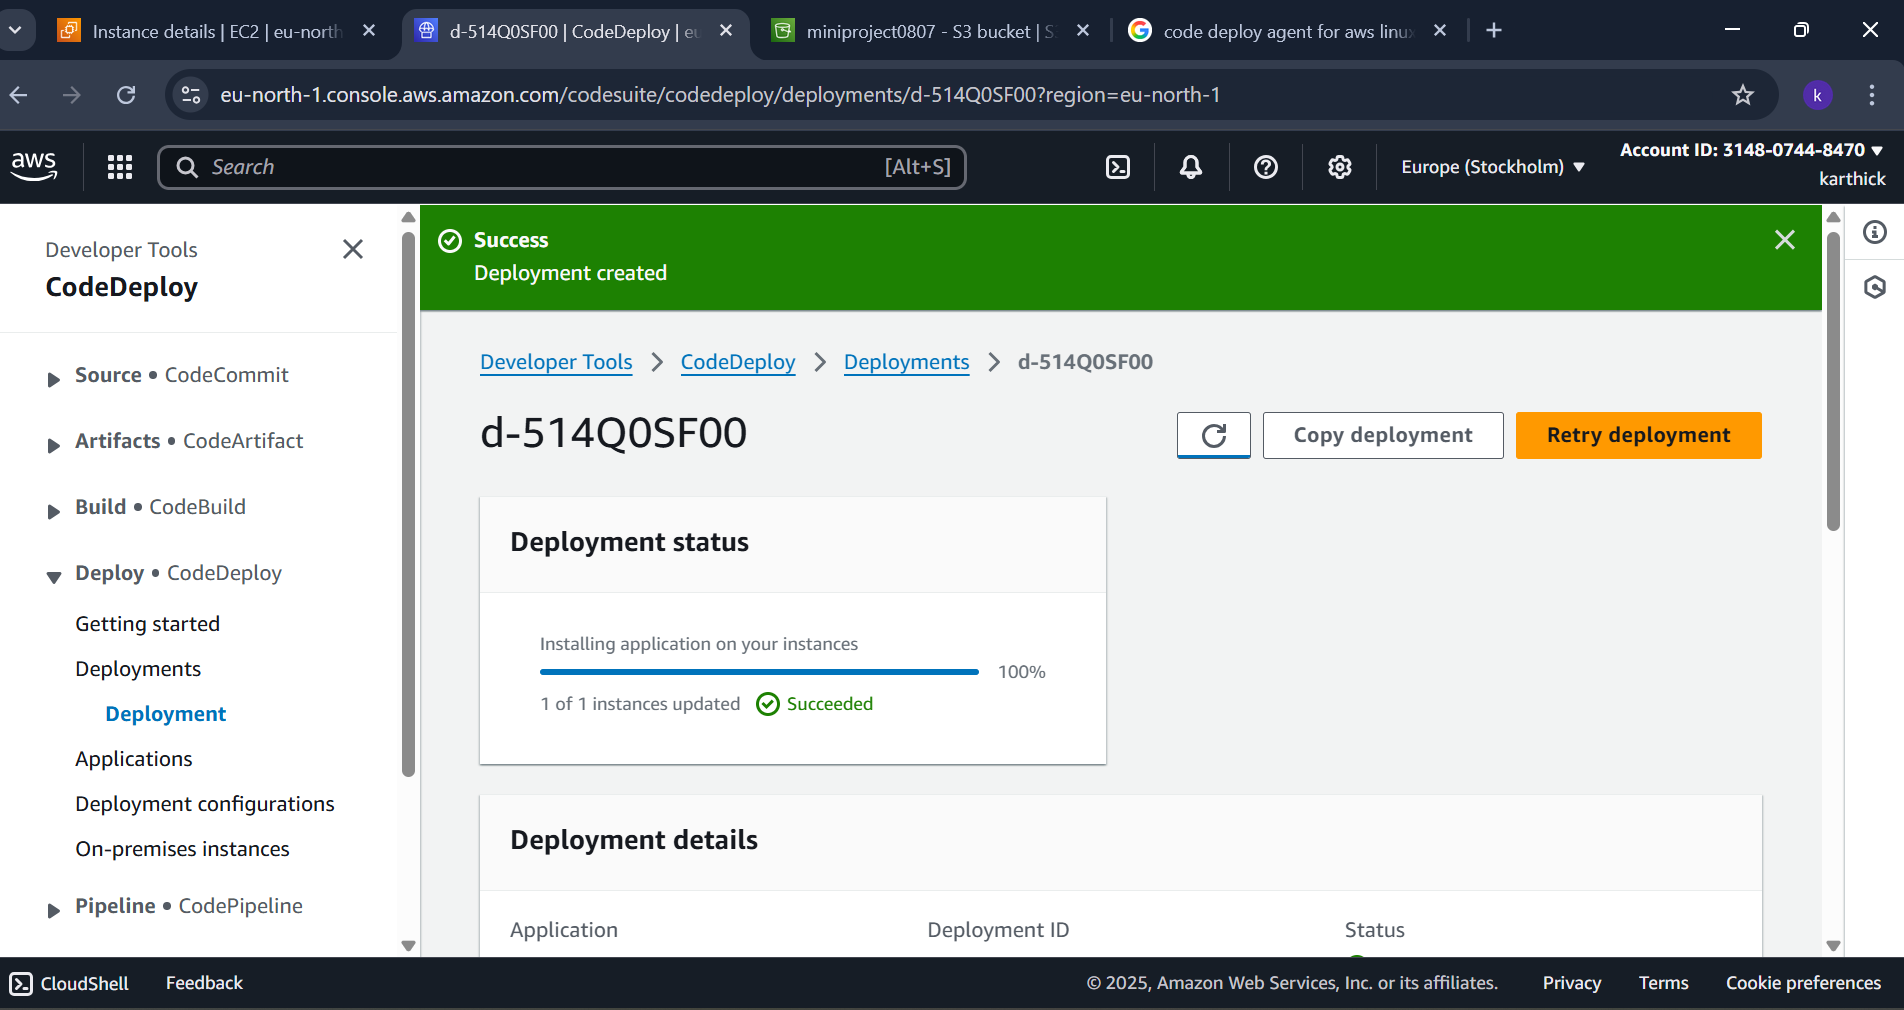 Instance details | EC2 | eu-north
d-514Q0SF00 | CodeDeploy | eu
miniproject0807 - S3 bucket | S3
code deploy agent for aws linux
eu-north-1.console.aws.amazon.com/codesuite/codedeploy/deployments/d-514Q0SF00?region=eu-north-1
k
aws
Search
[Alt+S]
Europe (Stockholm)
Account ID: 3148-0744-8470
karthick
Developer Tools
CodeDeploy
Source • CodeCommit
Artifacts • CodeArtifact
Build • CodeBuild
Deploy • CodeDeploy
Getting started
Deployments
Deployment
Applications
Deployment configurations
On-premises instances
Pipeline • CodePipeline
Success
Deployment created
Developer Tools
CodeDeploy
Deployments
d-514Q0SF00
d-514Q0SF00
Copy deployment
Retry deployment
Deployment status
Installing application on your instances
100%
1 of 1 instances updated
Succeeded
Deployment details
Application
Deployment ID
Status
CloudShell
Feedback
© 2025, Amazon Web Services, Inc. or its affiliates.
Privacy
Terms
Cookie preferences